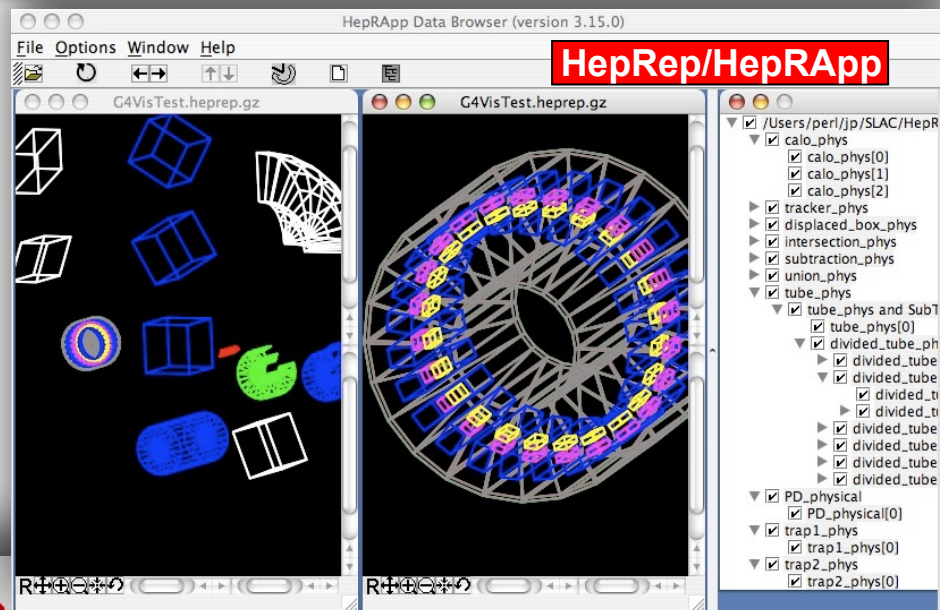 HepRApp Data Browser (version 3.15.0)
File Options Window Help
HepRep/HepRApp
G4VisTest.heprep.gz
G4VisTest.heprep.gz
/Users/perl/jp/SLAC/HepR
calo_phys
calo_phys[0]
calo_phys[1]
calo_phys[2]
tracker_phys
displaced_box_phys
intersection_phys
subtraction_phys
union_phys
tube_phys
tube_phys and SubT
tube_phys[0]
divided_tube_ph
divided_tube
divided_tube
divided_t
divided_t
divided_tube
divided_tube
divided_tube
divided_tube
PD_physical
PD_physical[0]
trap1_phys
trap1_phys[0]
trap2_phys
trap2_phys[0]
R
R